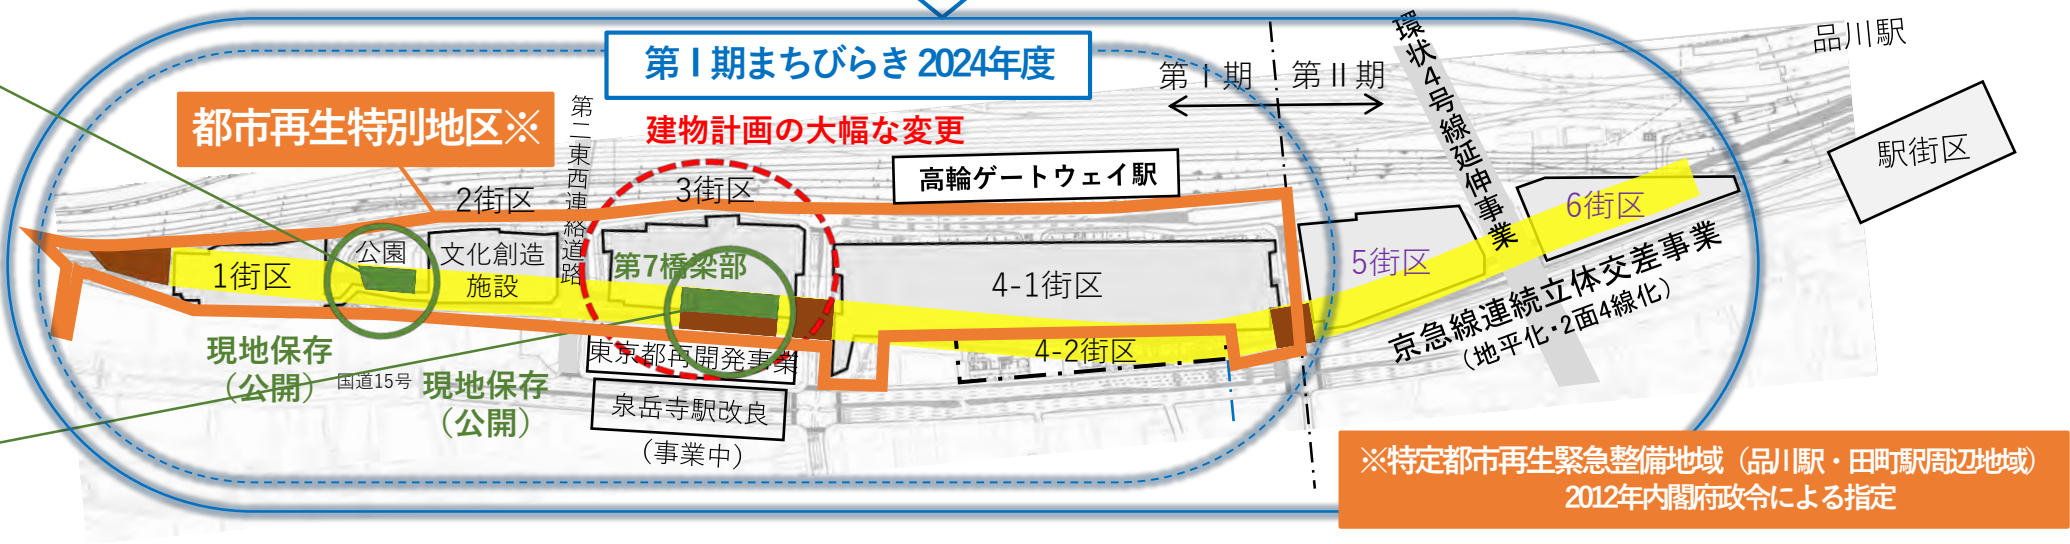 第Ⅰ期まちびらき 2024年度
都市再生特別地区※
建物計画の大幅な変更
第二東西連絡道路
第Ⅰ期
第Ⅱ期
環状4号線延伸事業
品川駅
駅街区
高輪ゲートウェイ駅
2街区
3街区
公園
文化創造
施設
1街区
第7橋梁部
4-1街区
5街区
6街区
4-2街区
京急線連続立体交差事業
（地平化・2面4線化）
現地保存
（公開）
国道15号
現地保存
（公開）
東京都再開発事業
泉岳寺駅改良
（事業中）
※特定都市再生緊急整備地域（品川駅・田町駅周辺地域）
2012年内閣府政令による指定